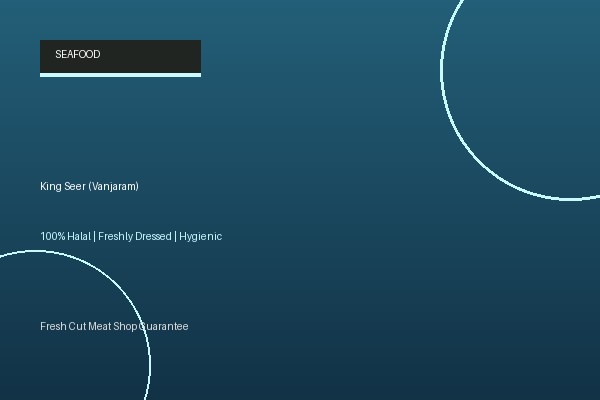 SEAFOOD
King Seer (Vanjaram)
100% Halal | Freshly Dressed | Hygienic
Fresh Cut Meat Shop Guarantee